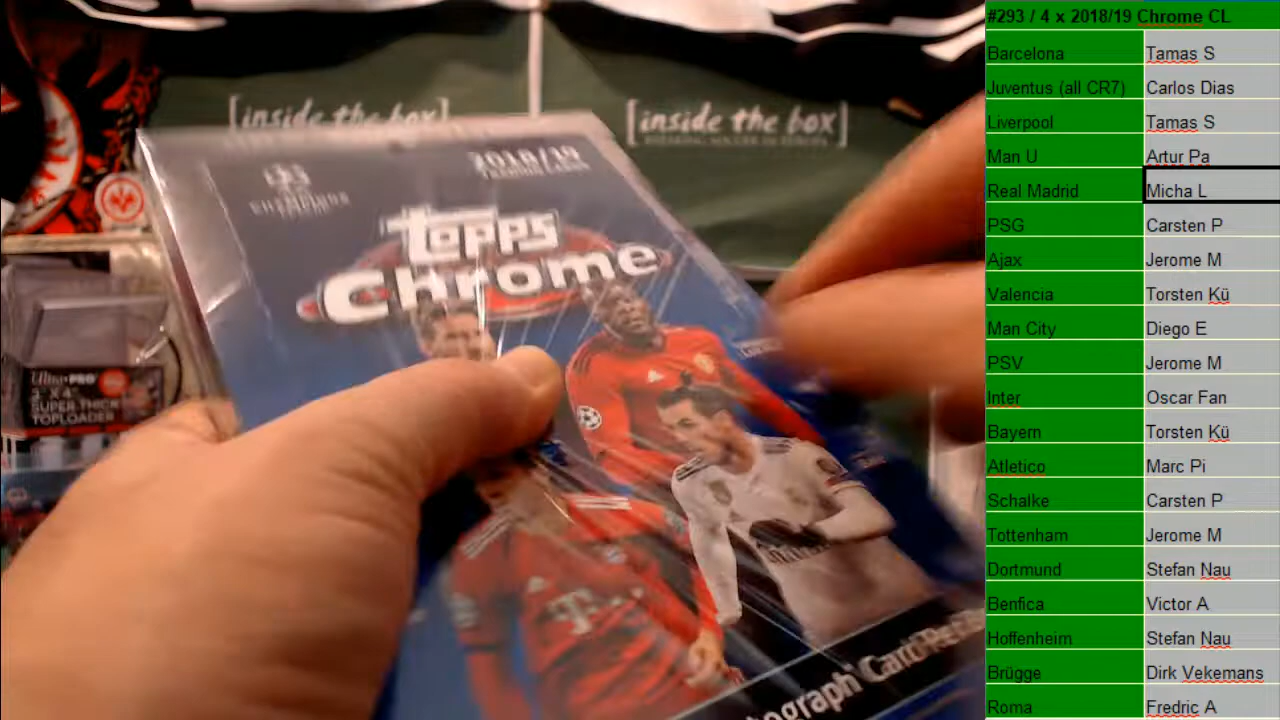 [inside the box]
[inside the box]
2018/19
CHAMPIONS
Topps
Chrome
ULTRA PRO
3" X 4"
SUPER THICK
TOPLOADER
#293 / 4 x 2018/19 Chrome CL
Barcelona Tamas S
Juventus (all CR7) Carlos Dias
Liverpool Tamas S
Man U Artur Pa
Real Madrid Micha L
PSG Carsten P
Ajax Jerome M
Valencia Torsten Kü
Man City Diego E
PSV Jerome M
Inter Oscar Fan
Bayern Torsten Kü
Atletico Marc Pi
Schalke Carsten P
Tottenham Jerome M
Dortmund Stefan Nau
Benfica Victor A
Hoffenheim Stefan Nau
Brügge Dirk Vekemans
Roma Fredric A